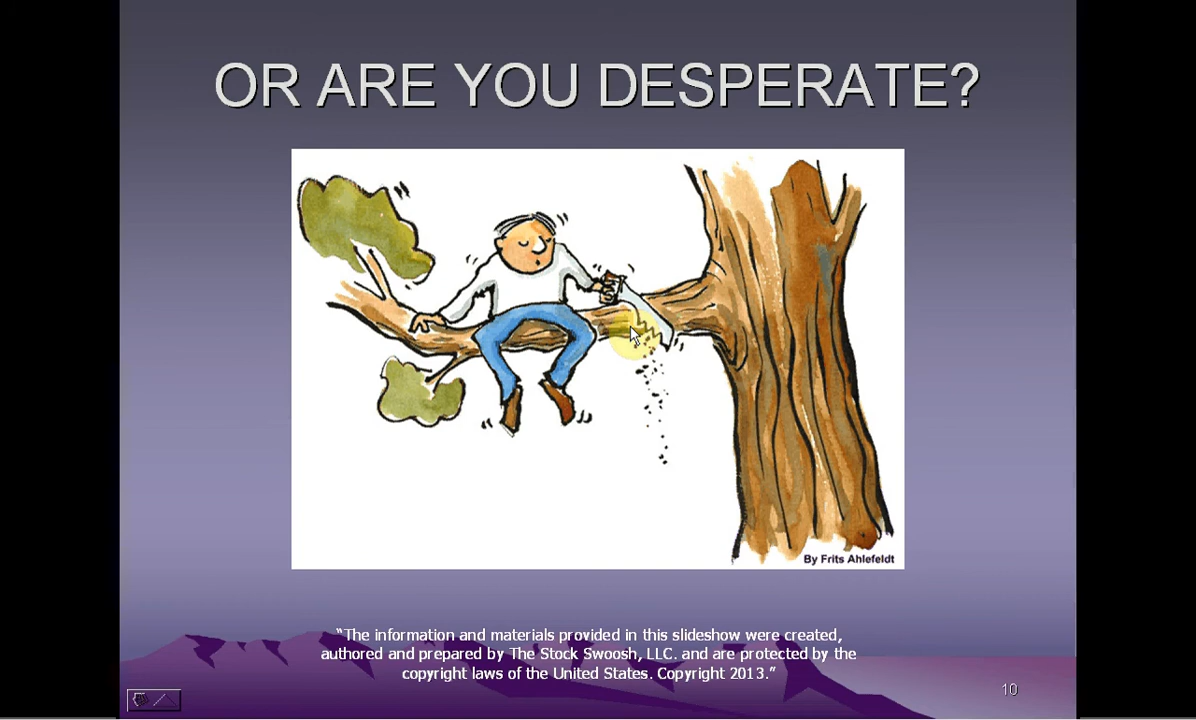 OR ARE YOU DESPERATE?
By Frits Ahlefeldt
“The information and materials provided in this slideshow were created,
authored and prepared by The Stock Swoosh, LLC. and are protected by the
copyright laws of the United States. Copyright 2013.”
10